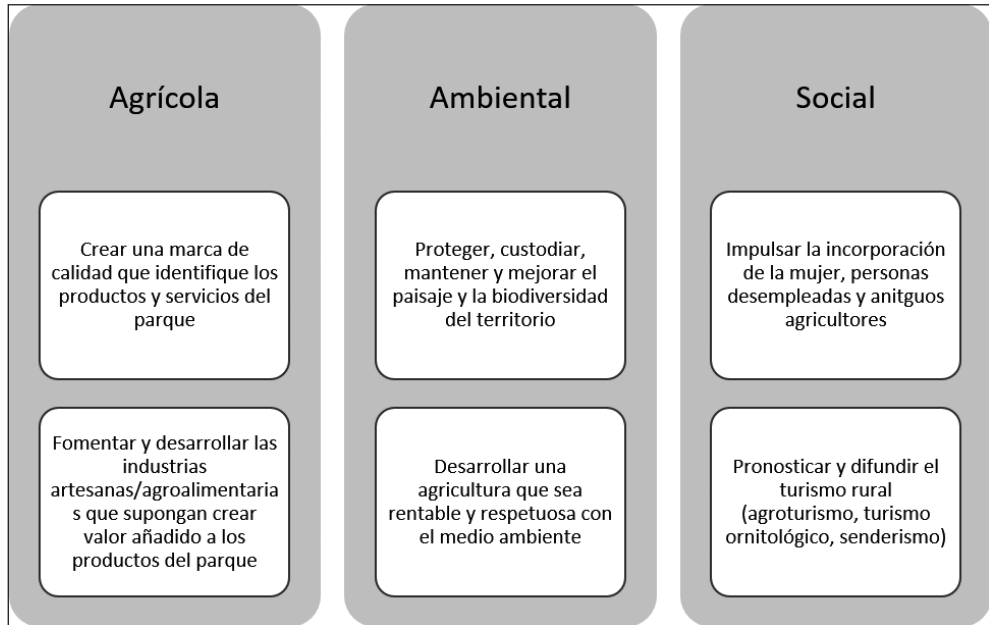 Agrícola
Crear una marca de
calidad que identifique los
productos y servicios del
parque
Fomentar y desarrollar las
industrias
artesanas/agroalimentaria
s que supongan crear
valor añadido a los
productos del parque
Ambiental
Proteger, custodiar,
mantener y mejorar el
paisaje y la biodiversidad
del territorio
Desarrollar una
agricultura que sea
rentable y respetuosa con
el medio ambiente
Social
Impulsar la incorporación
de la mujer, personas
desempleadas y anitguos
agricultores
Pronosticar y difundir el
turismo rural
(agroturismo, turismo
ornitológico, senderismo)